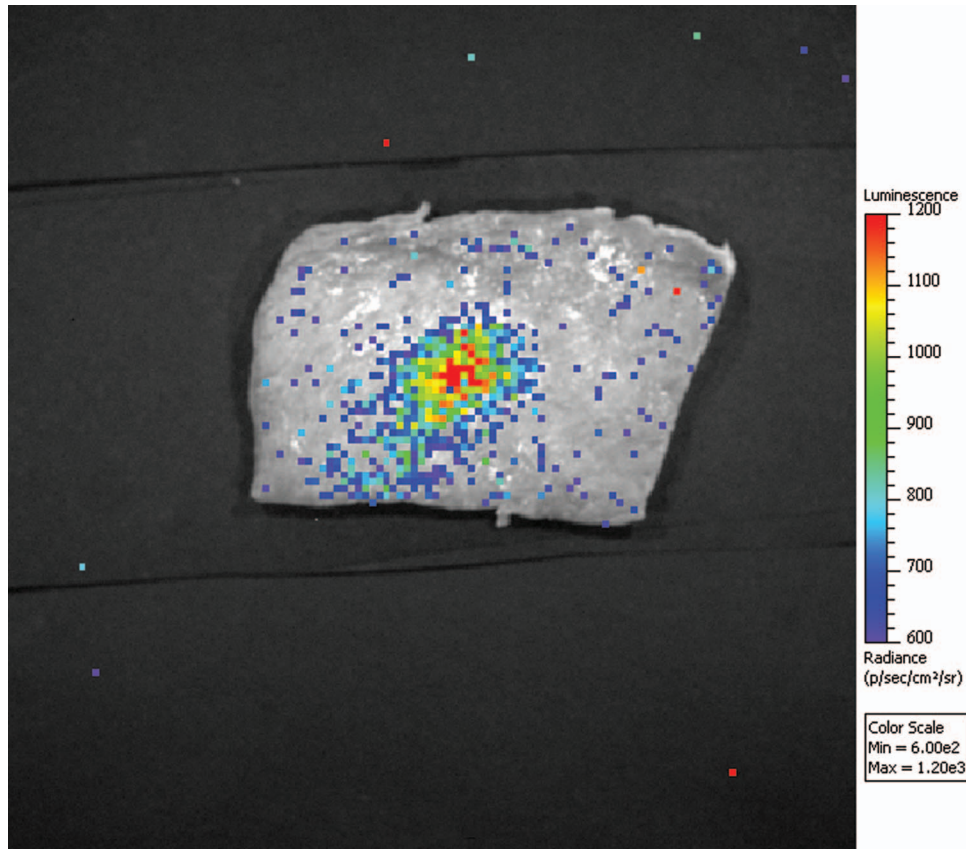 Luminescence
1200
1100
1000
900
800
700
600
Radiance
(p/sec/cm²/sr)
Color Scale
Min = 6.00e2
Max = 1.20e3